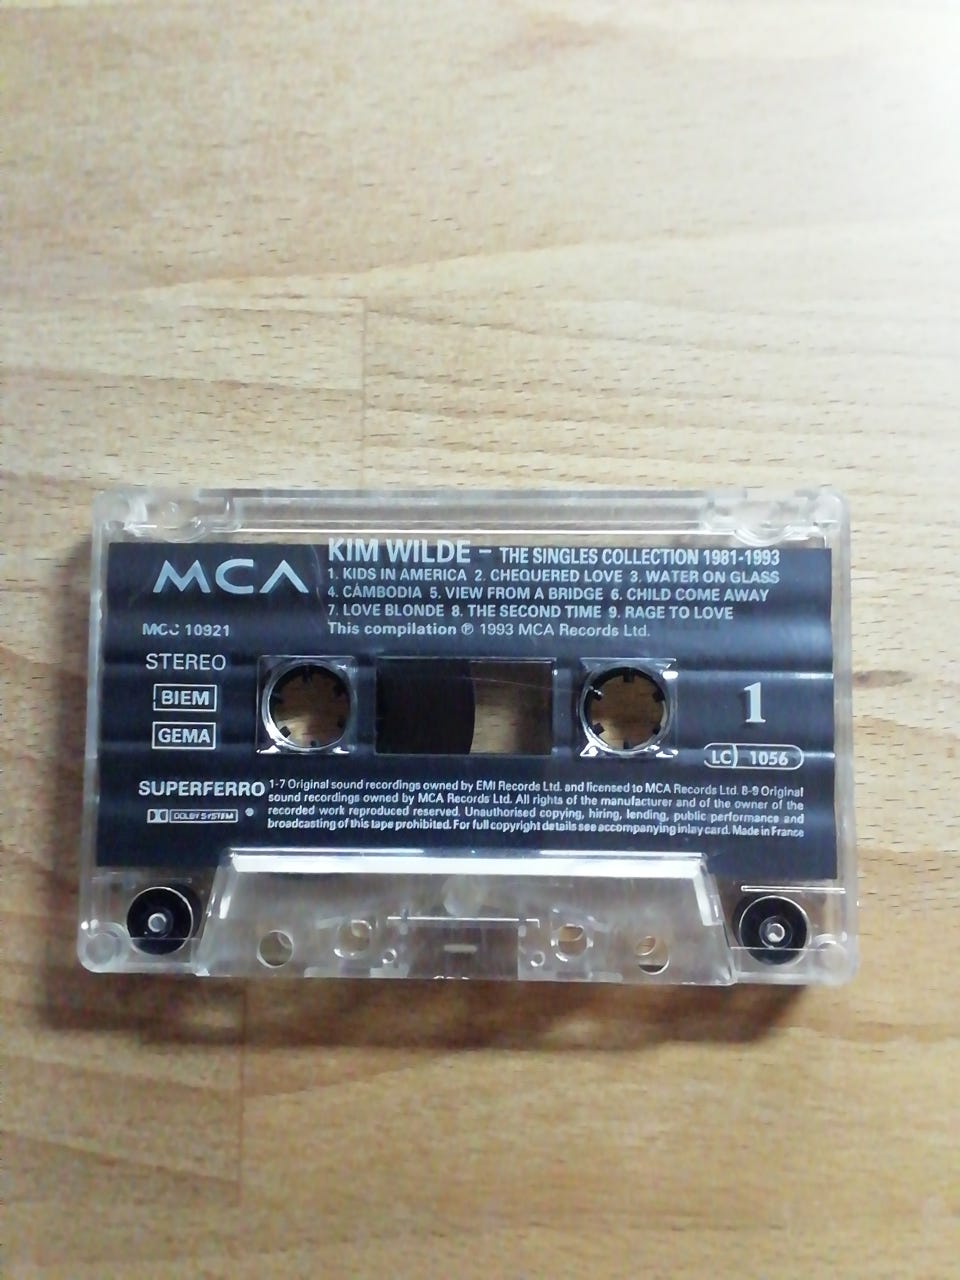 MCA
KIM WILDE – THE SINGLES COLLECTION 1981-1993
1. KIDS IN AMERICA 2. CHEQUERED LOVE 3. WATER ON GLASS
4. CAMBODIA 5. VIEW FROM A BRIDGE 6. CHILD COME AWAY
7. LOVE BLONDE 8. THE SECOND TIME 9. RAGE TO LOVE
This compilation ℗ 1993 MCA Records Ltd.
MCC 10921
STEREO
BIEM
GEMA
1
LC 1056
SUPERFERRO
DOLBY SYSTEM
1-7 Original sound recordings owned by EMI Records Ltd. and licensed to MCA Records Ltd. 8-9 Original
sound recordings owned by MCA Records Ltd. All rights of the manufacturer and of the owner of the
recorded work reproduced reserved. Unauthorised copying, hiring, lending, public performance and
broadcasting of this tape prohibited. For full copyright details see accompanying inlay card. Made in France